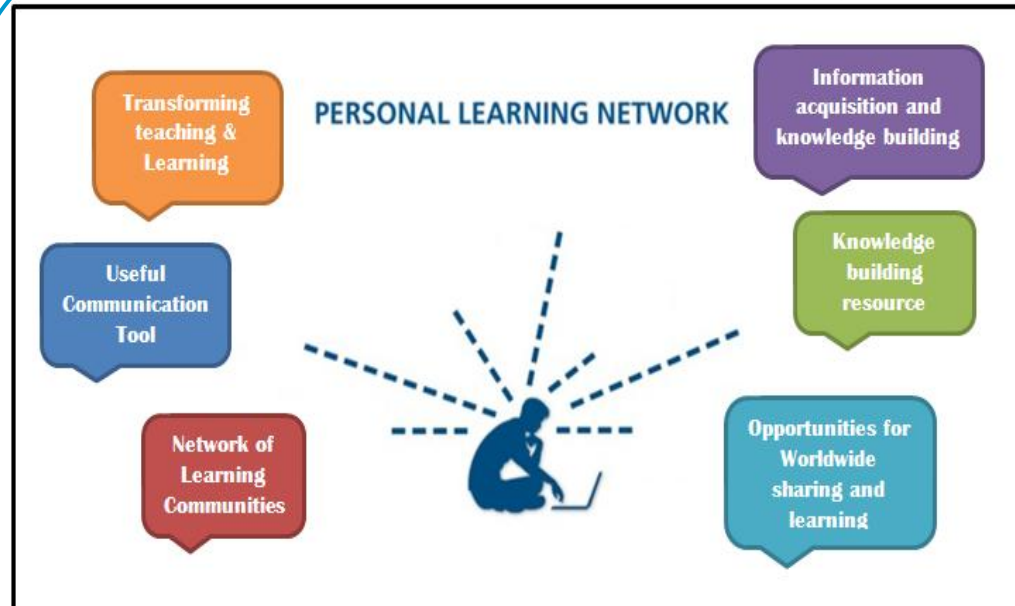 PERSONAL LEARNING NETWORK
Transforming
teaching &
Learning
Useful
Communication
Tool
Network of
Learning
Communities
Information
acquisition and
knowledge building
Knowledge
building
resource
Opportunities for
Worldwide
sharing and
learning